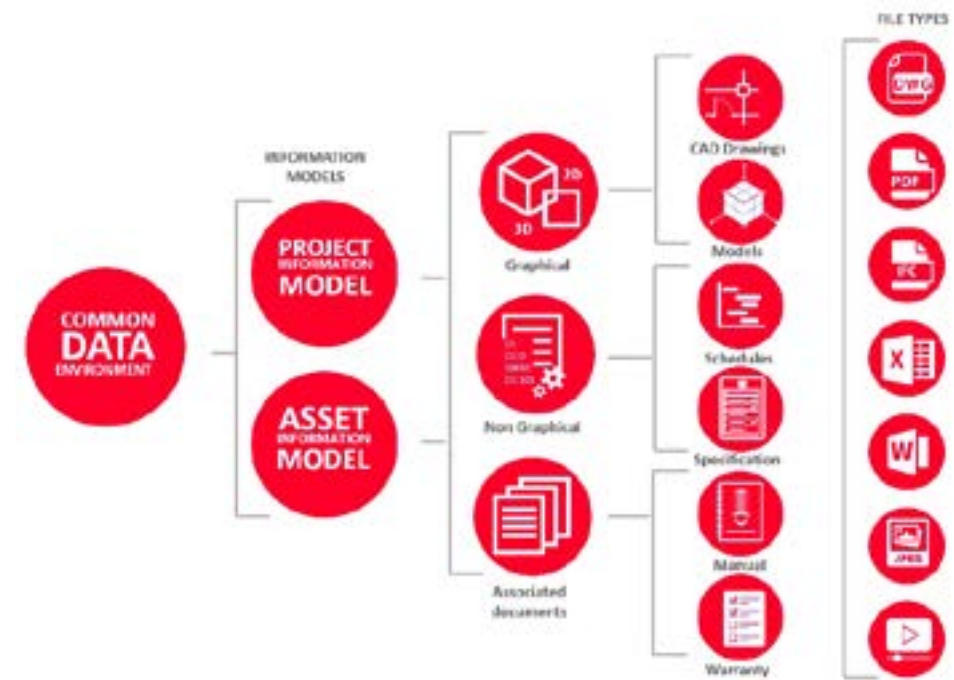 FILE TYPES
DWG
PDF
IFC
X
W
JPEG
INFORMATION
MODELS
COMMON
DATA
ENVIRONMENT
PROJECT
INFORMATION
MODEL
ASSET
INFORMATION
MODEL
2D
3D
Graphical
Non Graphical
Associated
documents
CAD Drawings
Models
Schedules
Specification
Manual
Warranty